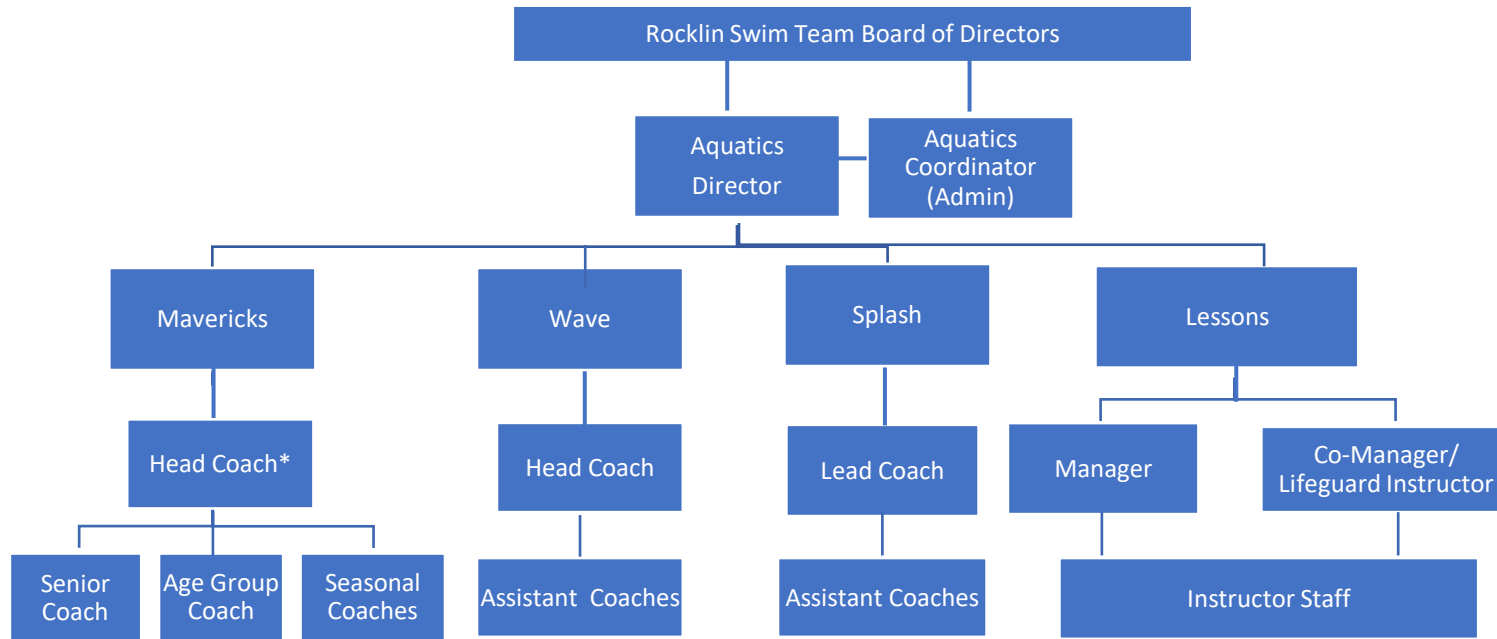 Rocklin Swim Team Board of Directors
Aquatics
Director
Aquatics
Coordinator
(Admin)
Mavericks
Wave
Splash
Lessons
Head Coach*
Head Coach
Lead Coach
Manager
Co-Manager/
Lifeguard Instructor
Senior
Coach
Age Group
Coach
Seasonal
Coaches
Assistant Coaches
Assistant Coaches
Instructor Staff